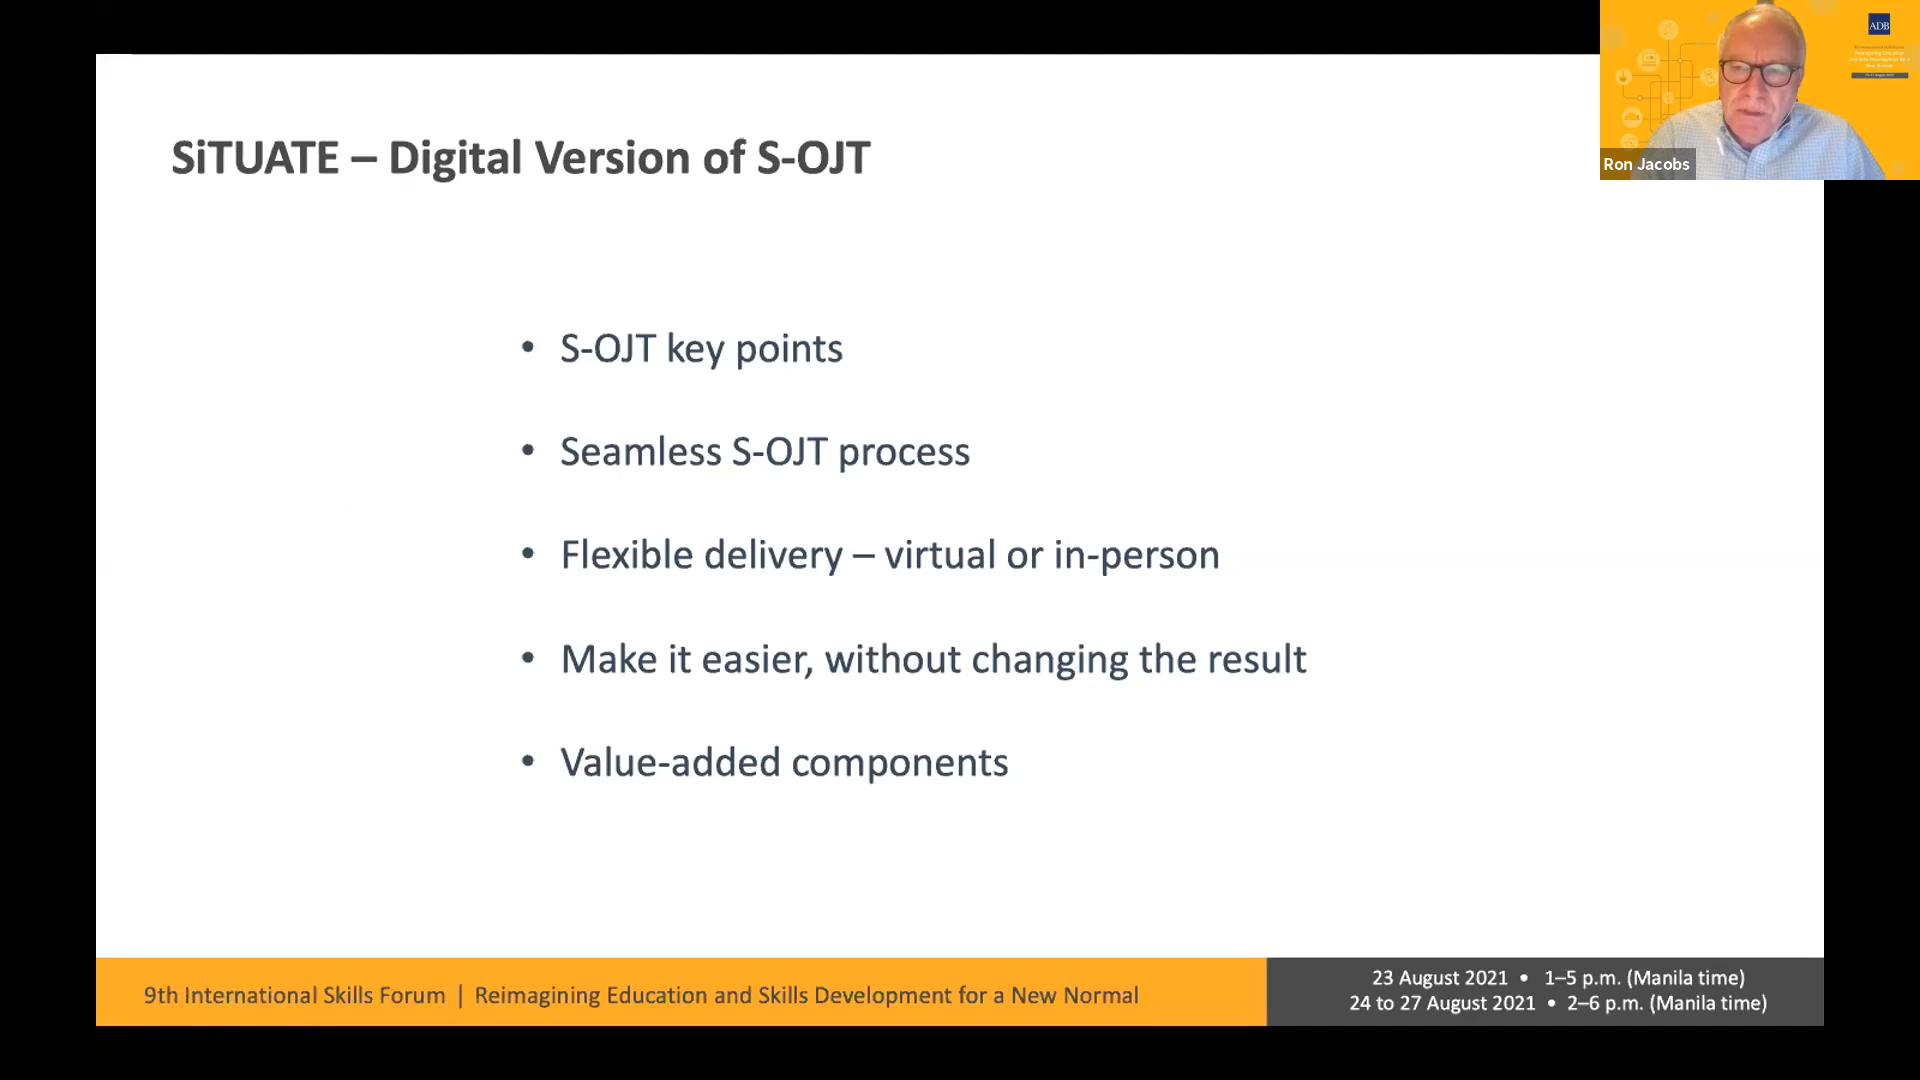 ADB
Ron Jacobs
SiTUATE – Digital Version of S-OJT
• S-OJT key points
• Seamless S-OJT process
• Flexible delivery – virtual or in-person
• Make it easier, without changing the result
• Value-added components
9th International Skills Forum | Reimagining Education and Skills Development for a New Normal
23 August 2021 • 1–5 p.m. (Manila time)
24 to 27 August 2021 • 2–6 p.m. (Manila time)